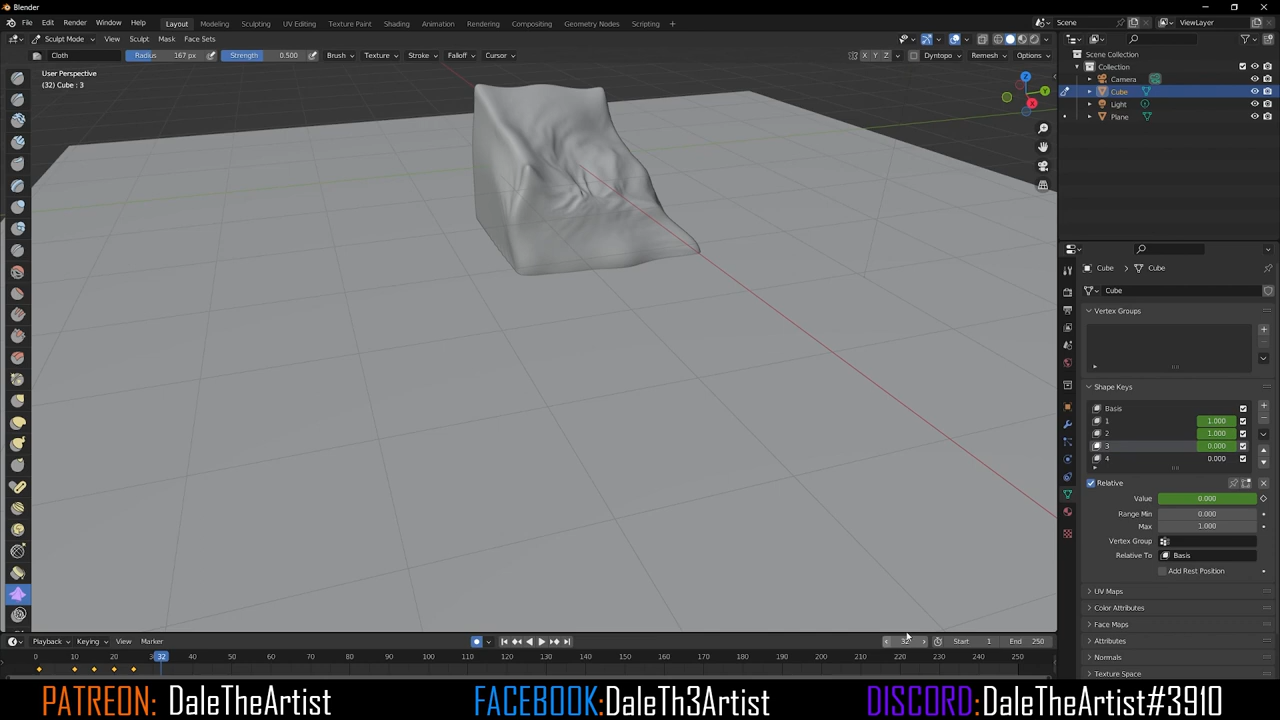 Blender
File Edit Render Window Help Layout Modeling Sculpting UV Editing Texture Paint Shading Animation Rendering Compositing Geometry Nodes Scripting + Scene ViewLayer
Sculpt Mode View Sculpt Mask Face Sets
Cloth Radius 167 px Strength 0.500 Brush Texture Stroke Falloff Cursor X Y Z Dyntopo Remesh Options
User Perspective
(32) Cube : 3
Z
Y
X
Scene Collection
Collection
Camera
Cube
Light
Plane
Cube > Cube
Cube
Vertex Groups
Shape Keys
Basis
1 1.000
2 1.000
3 0.000
4 0.000
Relative
Value 0.000
Range Min 0.000
Max 1.000
Vertex Group
Relative To Basis
Add Rest Position
UV Maps
Color Attributes
Face Maps
Attributes
Normals
Texture Space
Playback Keying View Marker 32 Start 1 End 250
0 10 20 32 40 50 60 70 80 90 100 110 120 130 140 150 160 170 180 190 200 210 220 230 240 250
PATREON: DaleTheArtist FACEBOOK:DaleTh3Artist DISCORD:DaleTheArtist#3910